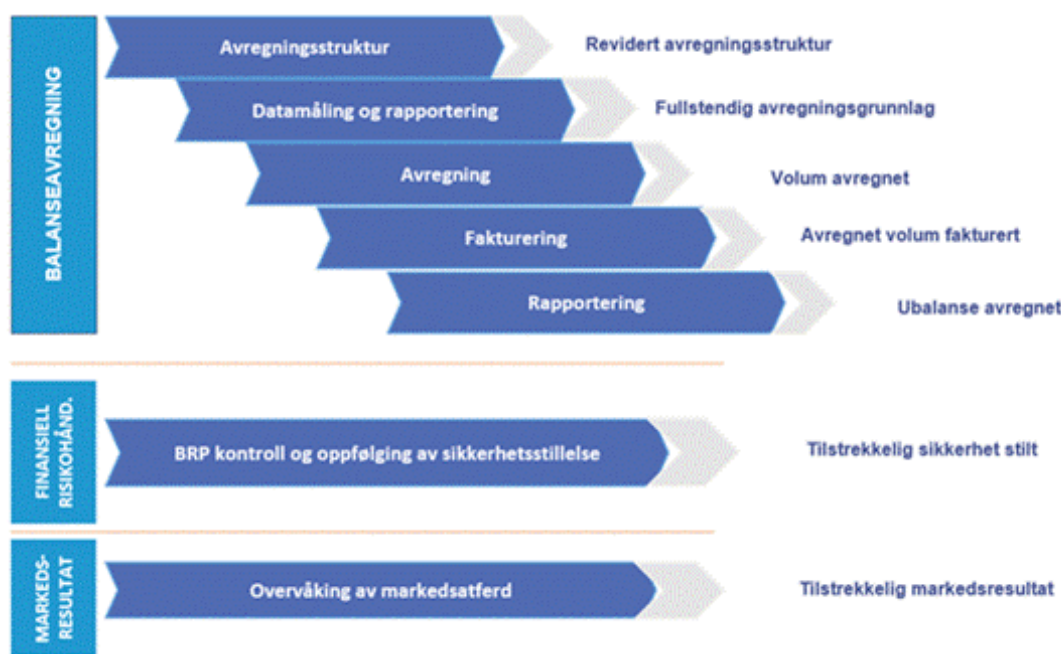 BALANSEAVREGNING
Avregningsstruktur
Revidert avregningsstruktur
Datamåling og rapportering
Fullstendig avregningsgrunnlag
Avregning
Volum avregnet
Fakturering
Avregnet volum fakturert
Rapportering
Ubalanse avregnet
FINANSIELL
RISIKOHÅND.
BRP kontroll og oppfølging av sikkerhetsstillelse
Tilstrekkelig sikkerhet stilt
MARKEDS-
RESULTAT
Overvåking av markedsatferd
Tilstrekkelig markedsresultat